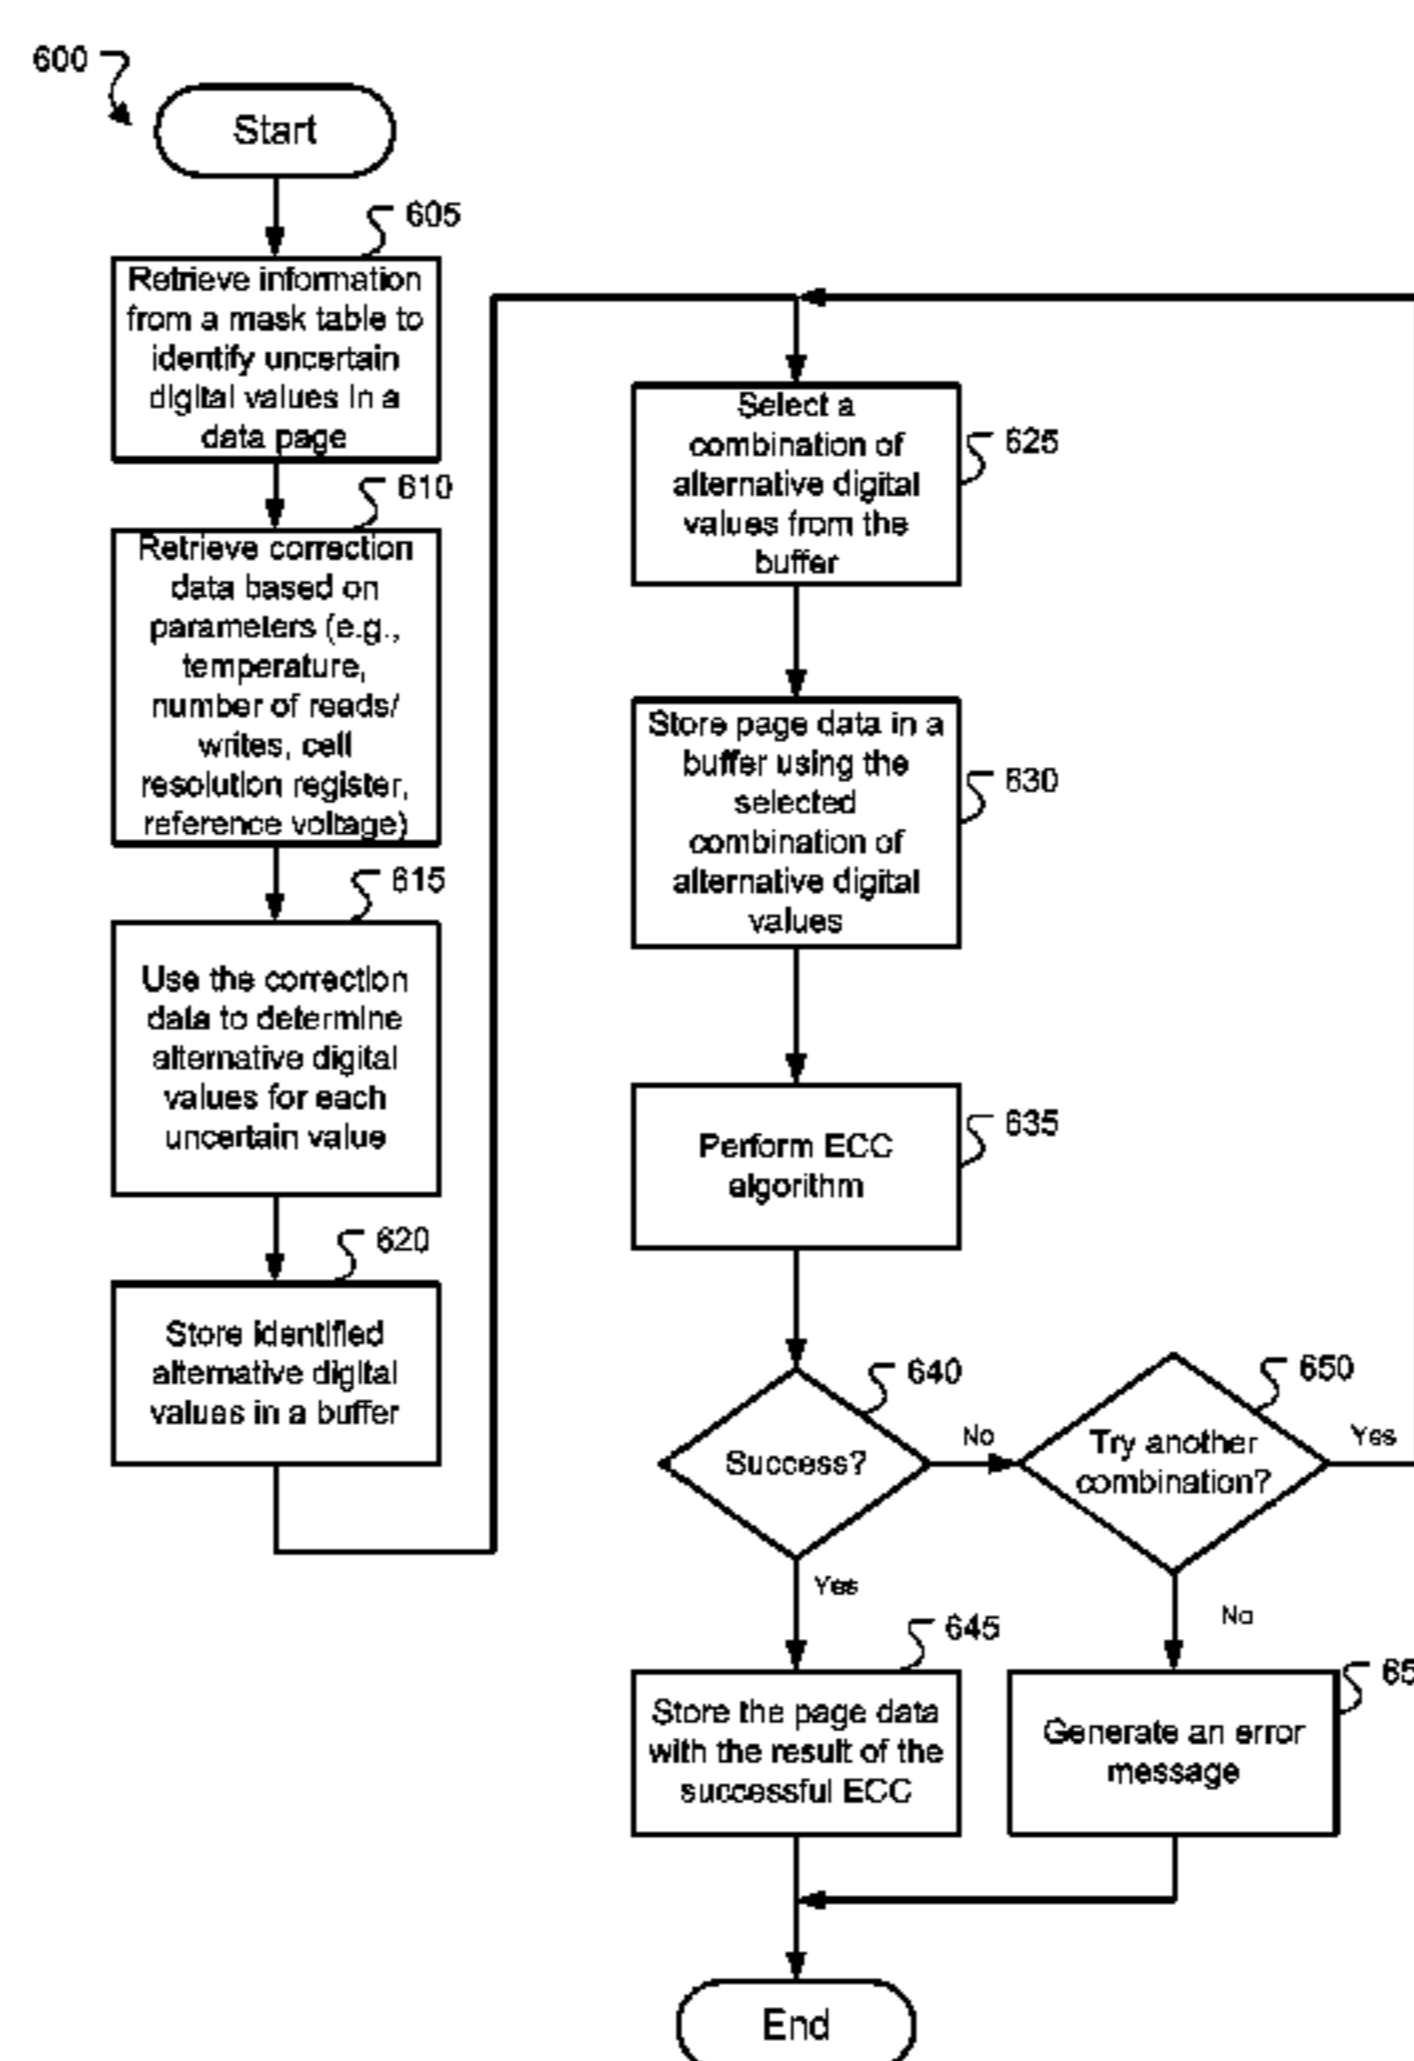 600
Start
605
Retrieve information
from a mask table to
identify uncertain
digital values in a
data page
610
Retrieve correction
data based on
parameters (e.g.,
temperature,
number of reads/
writes, cell
resolution register,
reference voltage)
615
Use the correction
data to determine
alternative digital
values for each
uncertain value
620
Store identified
alternative digital
values in a buffer
625
Select a
combination of
alternative digital
values from the
buffer
630
Store page data in a
buffer using the
selected
combination of
alternative digital
values
635
Perform ECC
algorithm
640
Success?
No
650
Try another
combination?
Yes
Yes
No
645
Store the page data
with the result of the
successful ECC
65
Generate an error
message
End